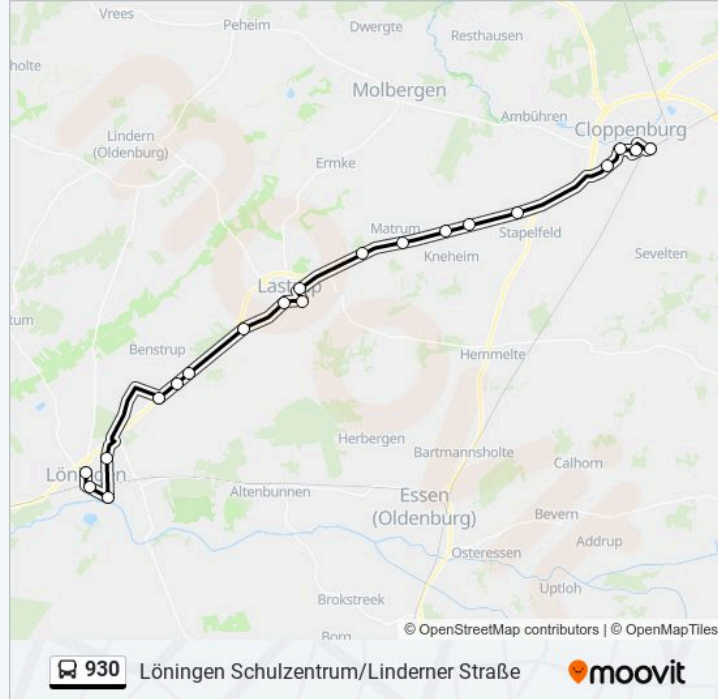 Vrees
Peheim
Dwergte
Resthausen
holte
Molbergen
Ambühren
Cloppenburg
Lindern
(Oldenburg)
Ermke
Matrum
Stapelfeld
Kneheim
Sevelten
Lastrup
tum
Benstrup
Hemmelte
Herbergen
Bartmannsholte
Calhorn
Löningen
Altenbunnen
Essen
(Oldenburg)
Bevern
Addrup
Osteressen
Uptloh
Brokstreek
Borg
© OpenStreetMap contributors | © OpenMapTiles
930 Löningen Schulzentrum/Linderner Straße
moovit